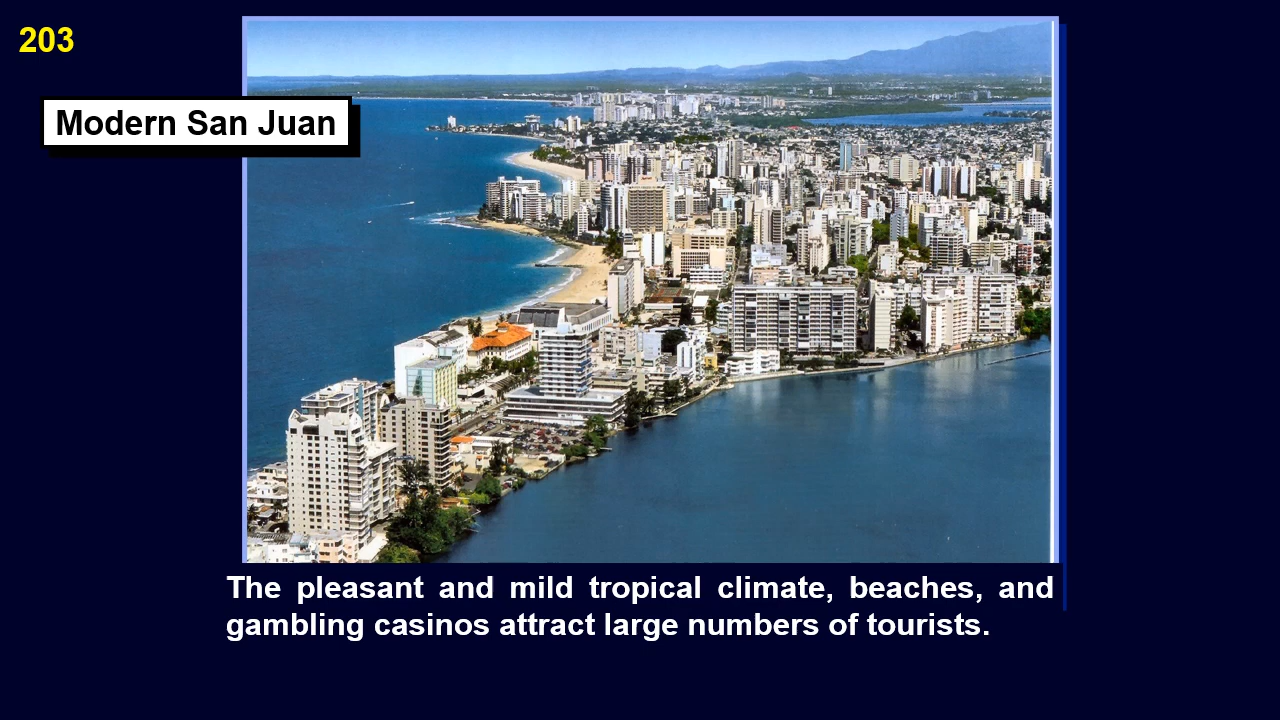 203
Modern San Juan
The pleasant and mild tropical climate, beaches, and
gambling casinos attract large numbers of tourists.